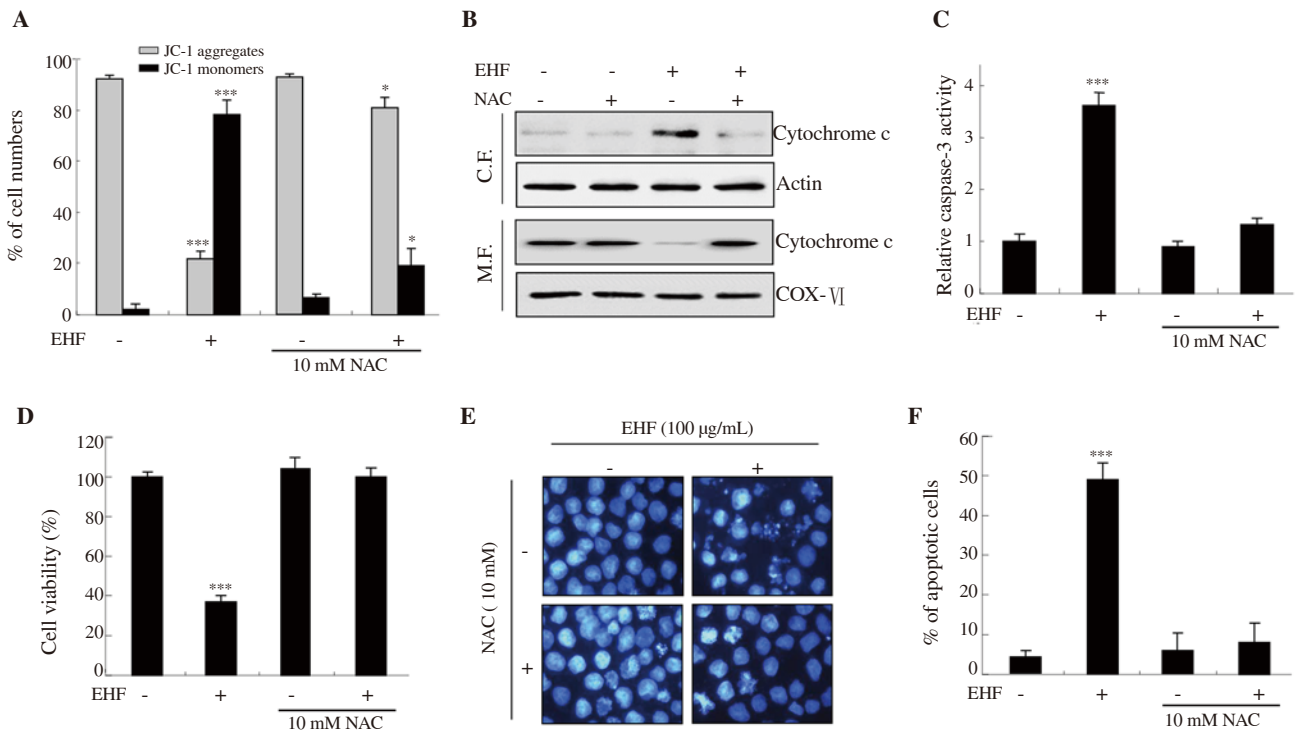 A
JC-1 aggregates
JC-1 monomers
% of cell numbers
100
80
60
40
20
0
***
***
*
*
EHF - + - +
10 mM NAC
B
EHF - - + +
NAC - + - +
C.F.
Cytochrome c
Actin
M.F.
Cytochrome c
COX-Ⅵ
C
Relative caspase-3 activity
4
3
2
1
0
***
EHF - + - +
10 mM NAC
D
Cell viability (%)
120
100
80
60
40
20
0
***
EHF - + - +
10 mM NAC
E
EHF (100 μg/mL)
- +
NAC ( 10 mM)
-
+
F
% of apoptotic cells
60
50
40
30
20
10
0
***
EHF - + - +
10 mM NAC